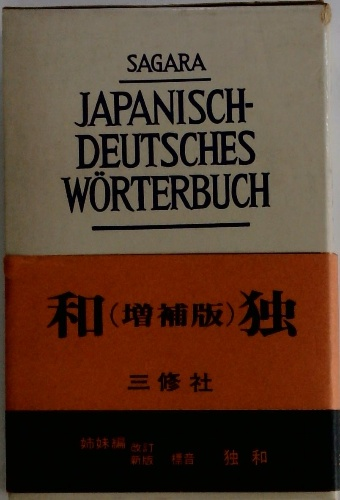 SAGARA
JAPANISCH-
DEUTSCHES
WÖRTERBUCH
和(増補版)独
三修社
姉妹編 改訂新版 標音 独和